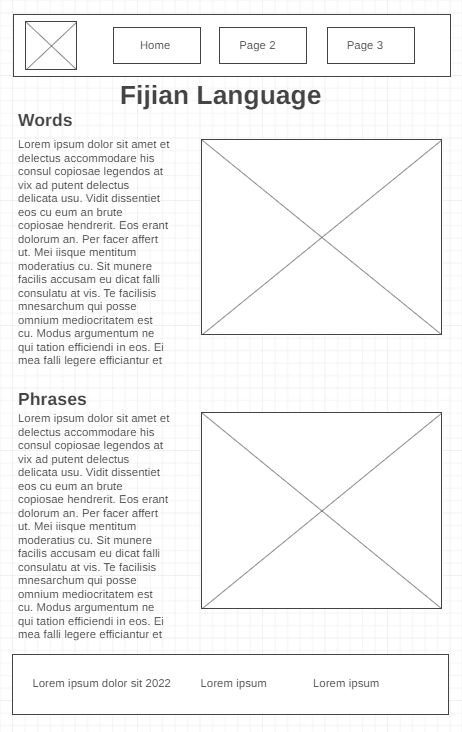 Home
Page 2
Page 3
Fijian Language
Words
Lorem ipsum dolor sit amet et
delectus accommodare his
consul copiosae legendos at
vix ad putent delectus
delicata usu. Vidit dissentiet
eos cu eum an brute
copiosae hendrerit. Eos erant
dolorum an. Per facer affert
ut. Mei iisque mentitum
moderatius cu. Sit munere
facilis accusam eu dicat falli
consulatu at vis. Te facilisis
mnesarchum qui posse
omnium mediocritatem est
cu. Modus argumentum ne
qui tation efficiendi in eos. Ei
mea falli legere efficiantur et
Phrases
Lorem ipsum dolor sit amet et
delectus accommodare his
consul copiosae legendos at
vix ad putent delectus
delicata usu. Vidit dissentiet
eos cu eum an brute
copiosae hendrerit. Eos erant
dolorum an. Per facer affert
ut. Mei iisque mentitum
moderatius cu. Sit munere
facilis accusam eu dicat falli
consulatu at vis. Te facilisis
mnesarchum qui posse
omnium mediocritatem est
cu. Modus argumentum ne
qui tation efficiendi in eos. Ei
mea falli legere efficiantur et
Lorem ipsum dolor sit 2022
Lorem ipsum
Lorem ipsum